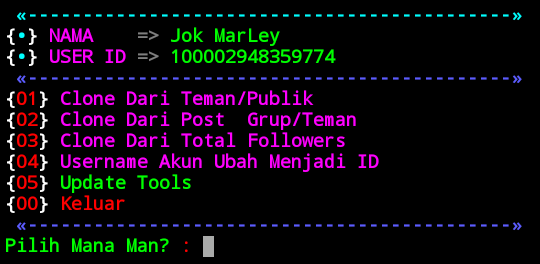 «--------------------------------------------»
{•} NAMA    => Jok MarLey
{•} USER ID => 100002948359774
«--------------------------------------------»
{01} Clone Dari Teman/Publik
{02} Clone Dari Post  Grup/Teman
{03} Clone Dari Total Followers
{04} Username Akun Ubah Menjadi ID
{05} Update Tools
{00} Keluar
«--------------------------------------------»
Pilih Mana Man? :